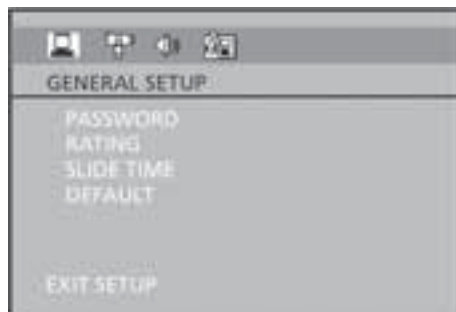 GENERAL SETUP
PASSWORD
RATING
SLIDE TIME
DEFAULT
EXIT SETUP